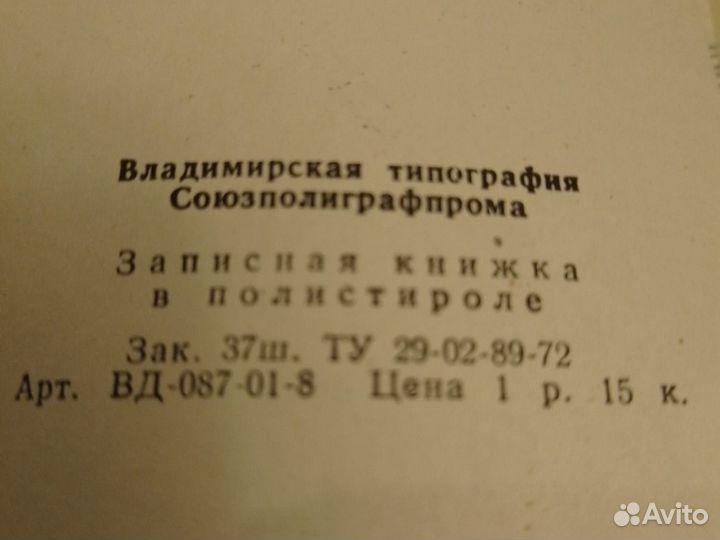 Владимирская типография
Союзполиграфпрома
Записная книжка
в полистироле
Зак. 37ш. ТУ 29-02-89-72
Арт. ВД-087-01-8 Цена 1 р. 15 к.
Avito